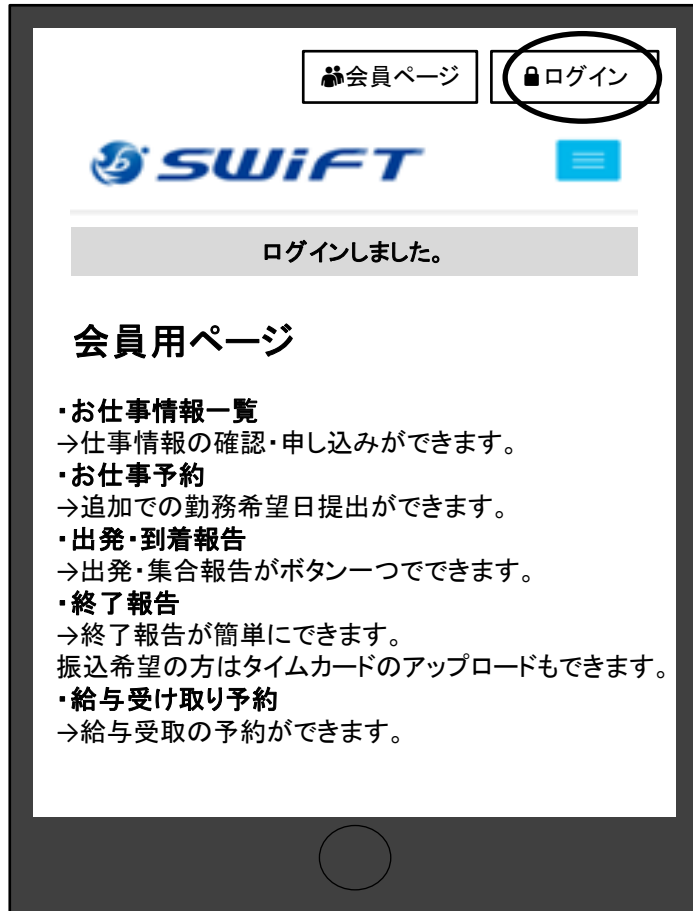 会員ページ
ログイン
SWiFT
ログインしました。
会員用ページ
・お仕事情報一覧
→仕事情報の確認・申し込みができます。
・お仕事予約
→追加での勤務希望日提出ができます。
・出発・到着報告
→出発・集合報告がボタン一つでできます。
・終了報告
→終了報告が簡単にできます。
振込希望の方はタイムカードのアップロードもできます。
・給与受け取り予約
→給与受取の予約ができます。